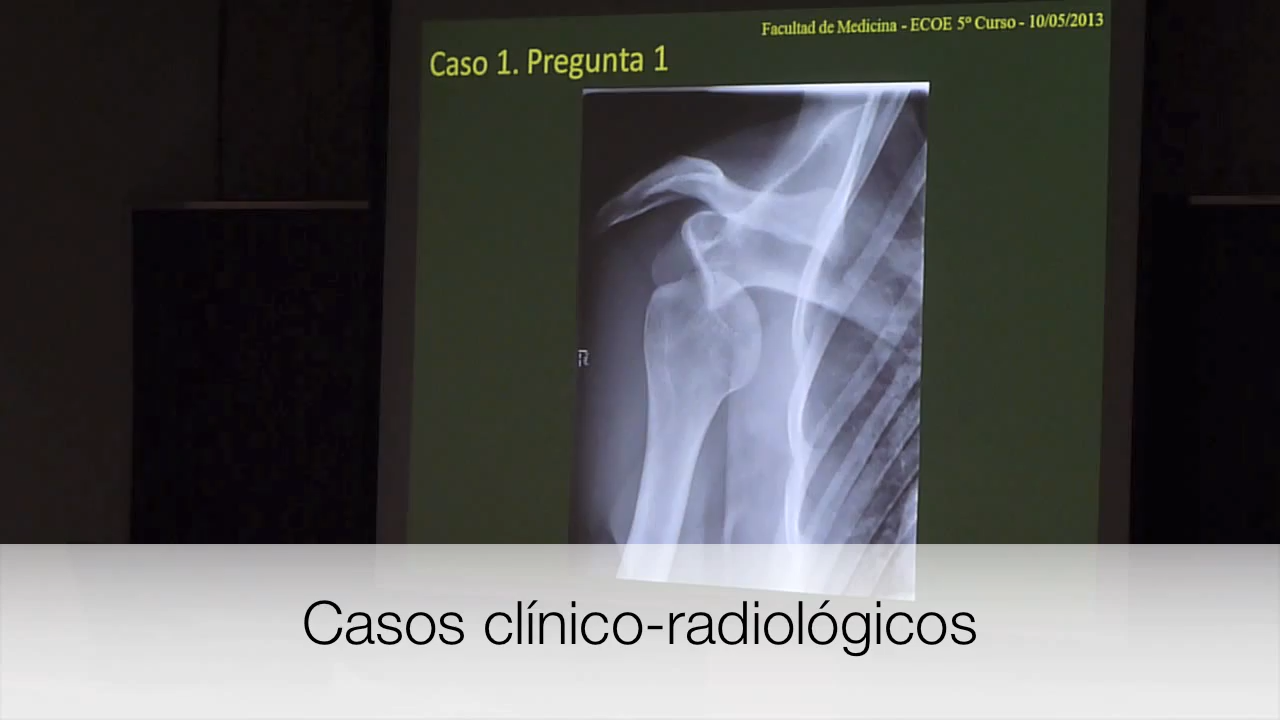 Facultad de Medicina - ECOE 5º Curso - 10/05/2013
Caso 1. Pregunta 1
R
Casos clínico-radiológicos